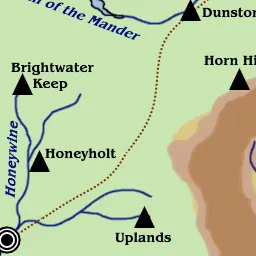 of the Mander
Dunston
Brightwater
Keep
Horn Hi
Honeywine
Honeyholt
Uplands